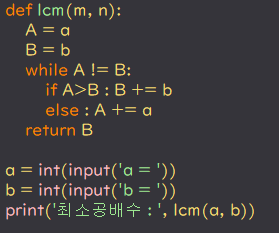 def lcm(m, n):
    A = a
    B = b
    while A != B:
        if A>B : B += b
        else : A += a
    return B

a = int(input('a = '))
b = int(input('b = '))
print('최소공배수 : ', lcm(a, b))